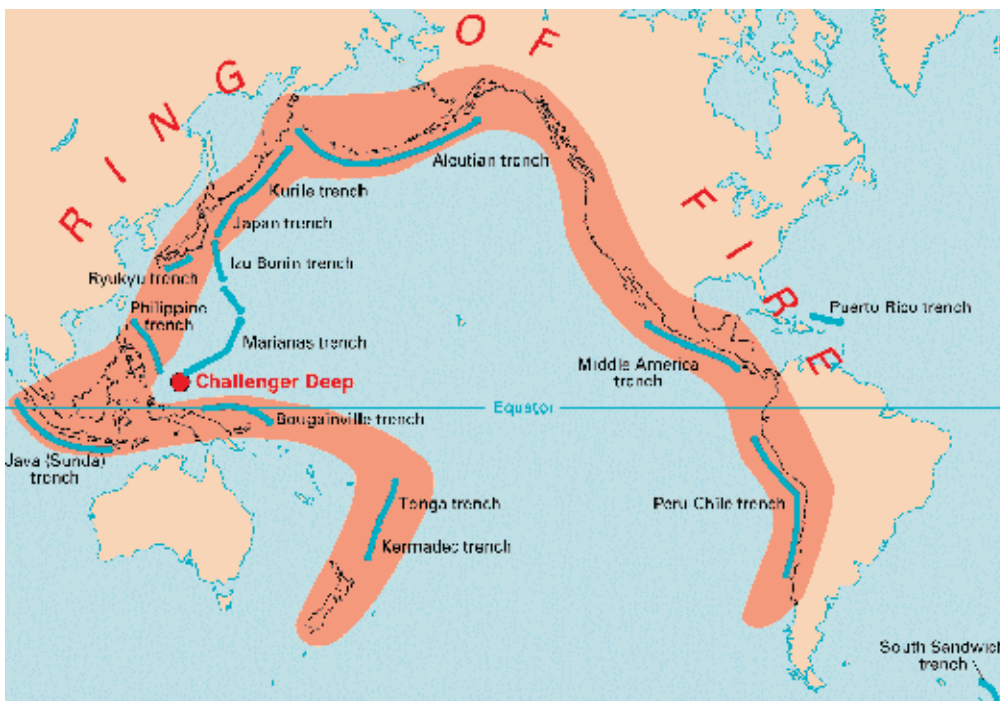 RING OF FIRE
Aleutian trench
Kurile trench
Japan trench
Izu Bonin trench
Ryukyu trench
Philippine
trench
Marianas trench
Challenger Deep
Puerto Rico trench
Middle America
trench
Equator
Bougainville trench
Java (Sunda)
trench
Tonga trench
Kermadec trench
Peru Chile trench
South Sandwich
trench